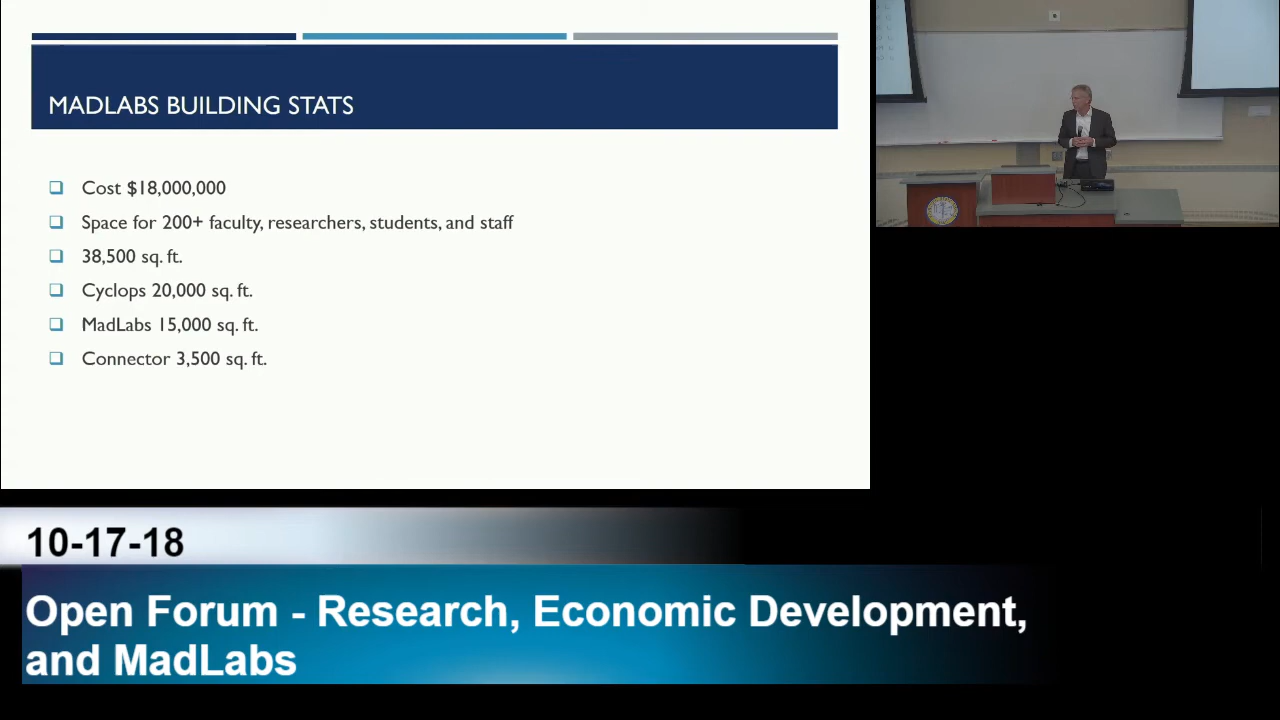 MADLABS BUILDING STATS
Cost $18,000,000
Space for 200+ faculty, researchers, students, and staff
38,500 sq. ft.
Cyclops 20,000 sq. ft.
MadLabs 15,000 sq. ft.
Connector 3,500 sq. ft.
10-17-18
Open Forum - Research, Economic Development,
and MadLabs